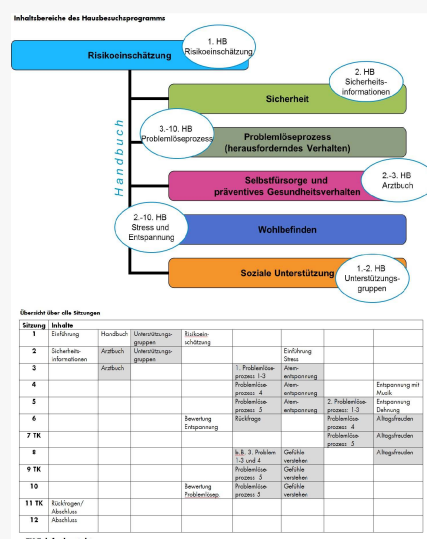 Inhaltsbereiche des Hausbesuchsprogramms
1. HB
Risikoeinschätzung
Risikoeinschätzung
2. HB
Sicherheits-
informationen
Sicherheit
3.-10. HB
Problemlöseprozess
Problemlöseprozess
(herausforderndes Verhalten)
Handbuch
2.-3. HB
Arztbuch
Selbstfürsorge und
präventives Gesundheitsverhalten
2.-10. HB
Stress und
Entspannung
Wohlbefinden
Soziale Unterstützung
1.-2. HB
Unterstützungs-
gruppen
Übersicht über alle Sitzungen
Sitzung Inhalte
1 Einführung Handbuch Unterstützungs- Risikoein-
gruppen schätzung
2 Sicherheits- Arztbuch Unterstützungs- Einführung
informationen gruppen Stress
3 Arztbuch 1. Problemlöse- Atem-
prozess 1-3 entspannung
4 Problemlöse- Atem- Entspannung mit
prozess 4 entspannung Musik
5 Problemlöse- Atem- 2. Problemlöse- Entspannung
prozess 5 entspannung prozess: 1-3 Dehnung
6 Bewertung Rückfrage Problemlöse- Alltagsfreuden
Entspannung prozess 4
7 TK Problemlöse- Alltagsfreuden
prozess 5
8 b.B. 3. Problem Gefühle Alltagsfreuden
1-3 und 4 verstehen
9 TK Problemlöse- Gefühle
prozess 5 verstehen
10 Bewertung Problemlöse- Gefühle
Problemlösep. prozess 5 verstehen
11 TK Rückfragen/
Abschluss
12 Abschluss